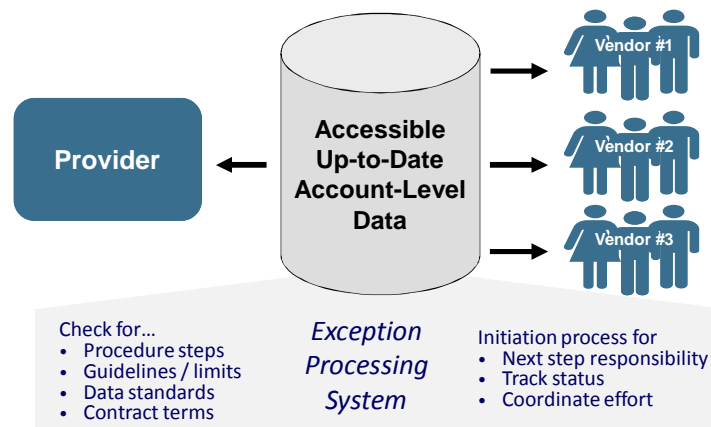 Vendor #1
Provider
Accessible
Up-to-Date
Account-Level
Data
Vendor #2
Vendor #3
Check for...
• Procedure steps
• Guidelines / limits
• Data standards
• Contract terms
Exception
Processing
System
Initiation process for
• Next step responsibility
• Track status
• Coordinate effort